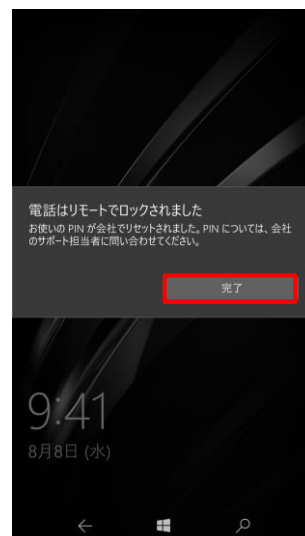 電話はリモートでロックされました
お使いの PIN が会社でリセットされました。PIN については、会社
のサポート担当者に問い合わせてください。
完了
9:41
8月8日 (水)